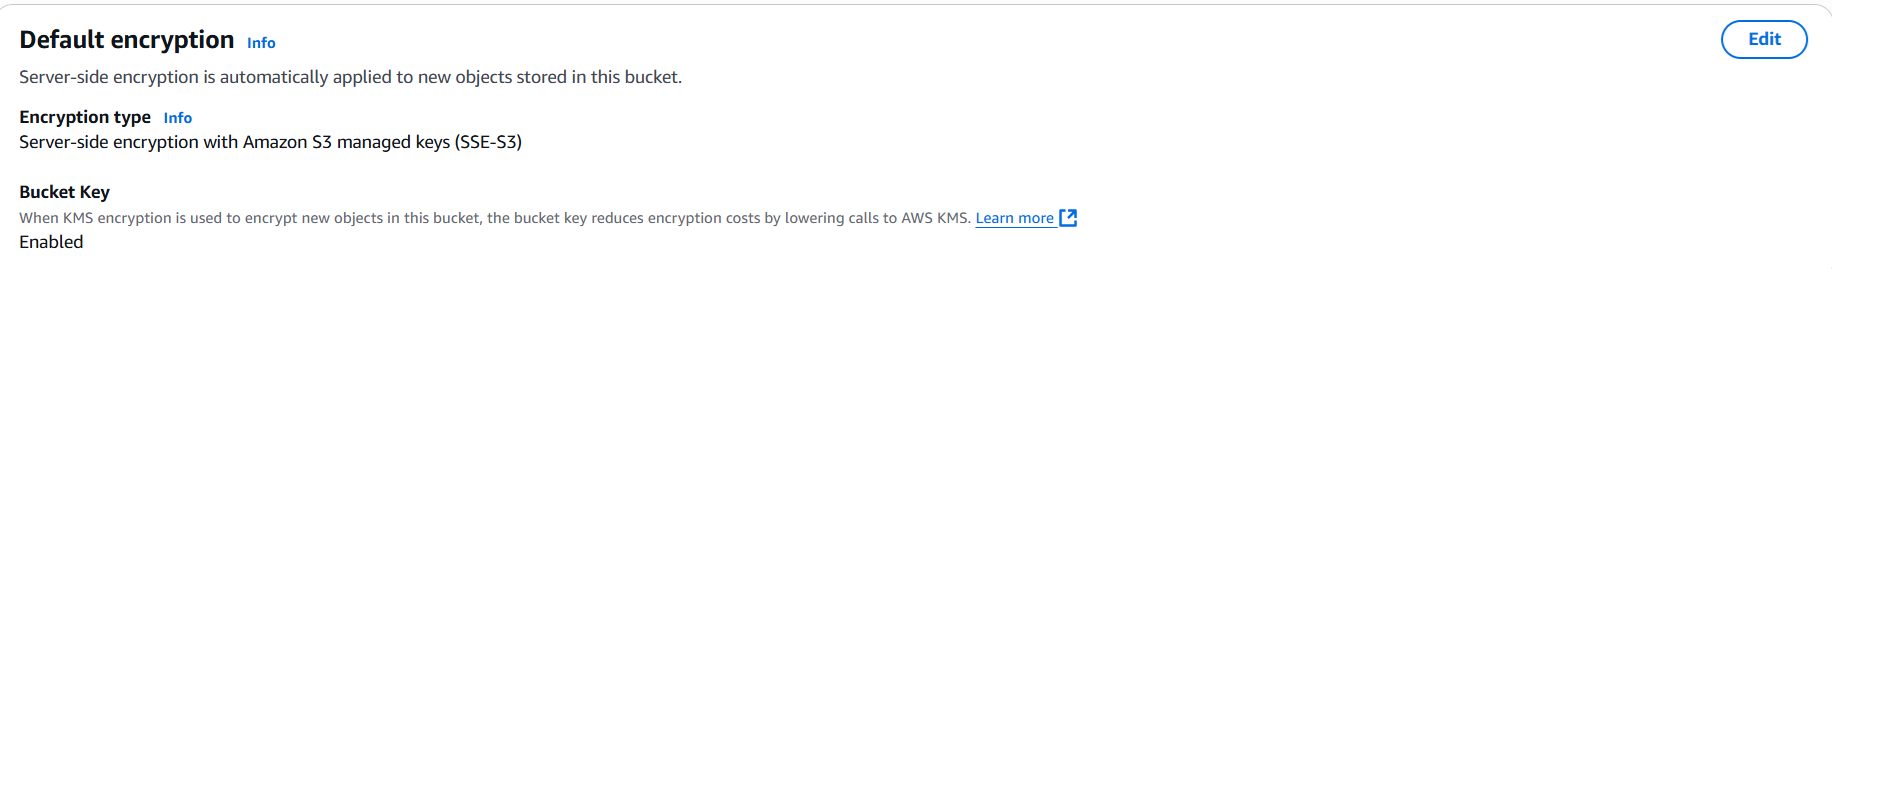 Default encryption Info
Edit
Server-side encryption is automatically applied to new objects stored in this bucket.
Encryption type Info
Server-side encryption with Amazon S3 managed keys (SSE-S3)
Bucket Key
When KMS encryption is used to encrypt new objects in this bucket, the bucket key reduces encryption costs by lowering calls to AWS KMS. Learn more
Enabled